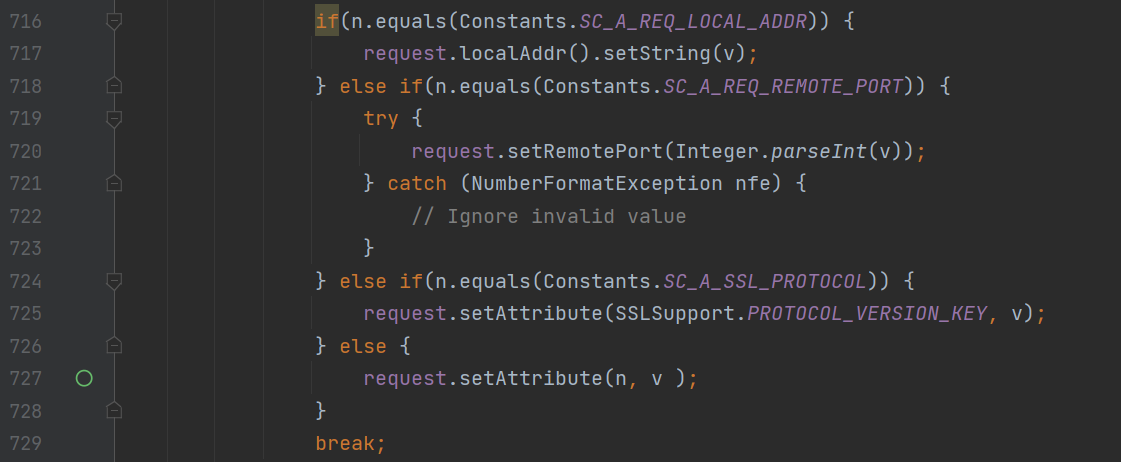 716 if(n.equals(Constants.SC_A_REQ_LOCAL_ADDR)) {
717 request.localAddr().setString(v);
718 } else if(n.equals(Constants.SC_A_REQ_REMOTE_PORT)) {
719 try {
720 request.setRemotePort(Integer.parseInt(v));
721 } catch (NumberFormatException nfe) {
722 // Ignore invalid value
723 }
724 } else if(n.equals(Constants.SC_A_SSL_PROTOCOL)) {
725 request.setAttribute(SSLSupport.PROTOCOL_VERSION_KEY, v);
726 } else {
727 request.setAttribute(n, v );
728 }
729 break;